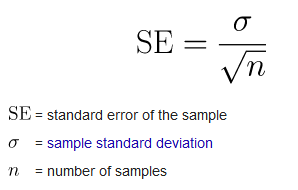 SE = σ / √n
SE = standard error of the sample
σ = sample standard deviation
n = number of samples